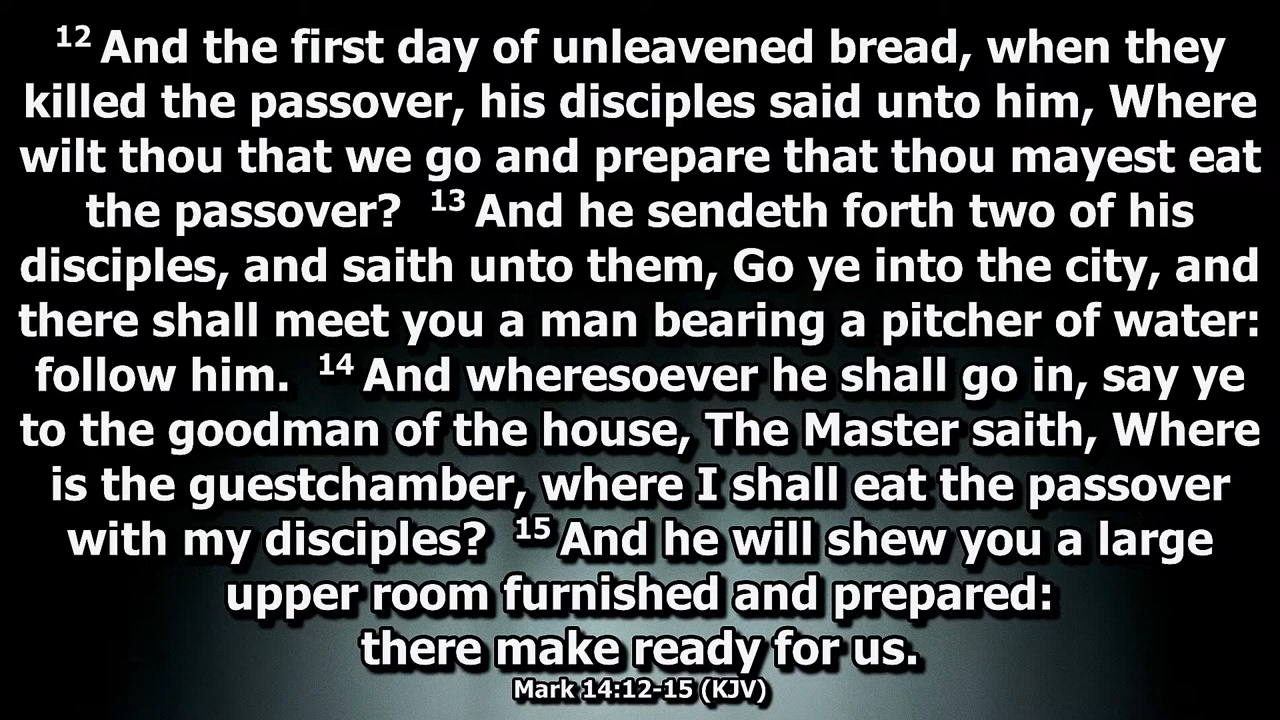 12 And the first day of unleavened bread, when they
killed the passover, his disciples said unto him, Where
wilt thou that we go and prepare that thou mayest eat
the passover? 13 And he sendeth forth two of his
disciples, and saith unto them, Go ye into the city, and
there shall meet you a man bearing a pitcher of water:
follow him. 14 And wheresoever he shall go in, say ye
to the goodman of the house, The Master saith, Where
is the guestchamber, where I shall eat the passover
with my disciples? 15 And he will shew you a large
upper room furnished and prepared:
there make ready for us.
Mark 14:12-15 (KJV)